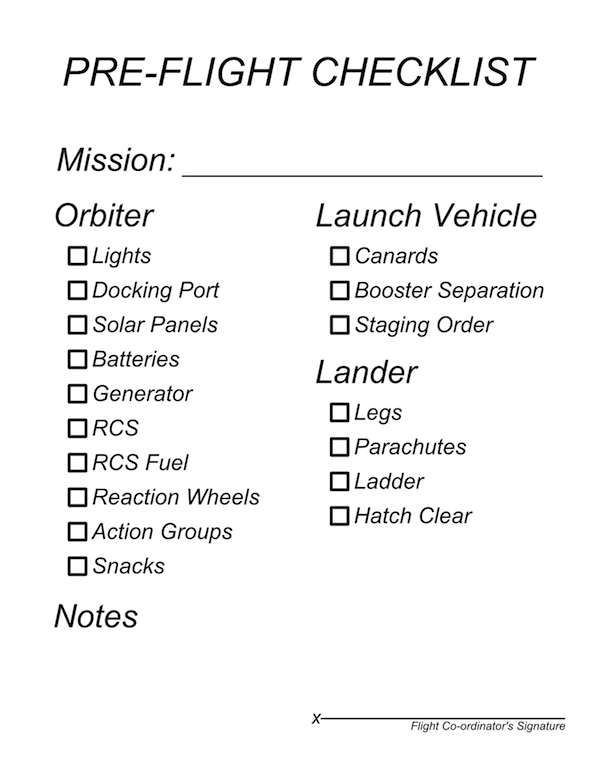 PRE-FLIGHT CHECKLIST
Mission:
Orbiter
Lights
Docking Port
Solar Panels
Batteries
Generator
RCS
RCS Fuel
Reaction Wheels
Action Groups
Snacks
Launch Vehicle
Canards
Booster Separation
Staging Order
Lander
Legs
Parachutes
Ladder
Hatch Clear
Notes
x
Flight Co-ordinator's Signature